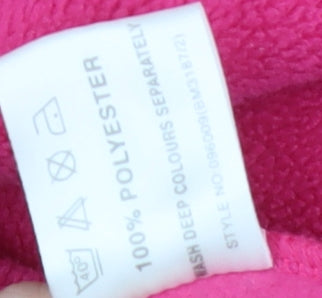 40°
100% POLYESTER
WASH DEEP COLOURS SEPARATELY
STYLE NO